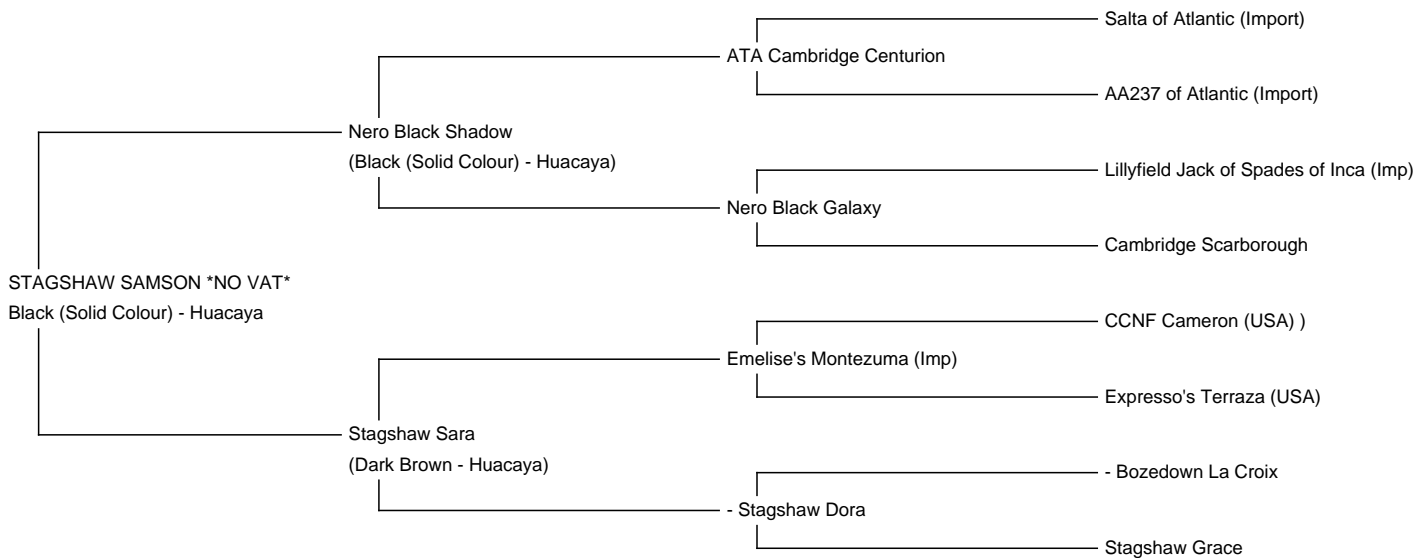 Salta of Atlantic (Import)
ATA Cambridge Centurion
AA237 of Atlantic (Import)
Nero Black Shadow
(Black (Solid Colour) - Huacaya)
Lillyfield Jack of Spades of Inca (Imp)
Nero Black Galaxy
Cambridge Scarborough
STAGSHAW SAMSON *NO VAT*
Black (Solid Colour) - Huacaya
CCNF Cameron (USA) )
Emelise's Montezuma (Imp)
Expresso's Terraza (USA)
Stagshaw Sara
(Dark Brown - Huacaya)
- Bozedown La Croix
- Stagshaw Dora
Stagshaw Grace